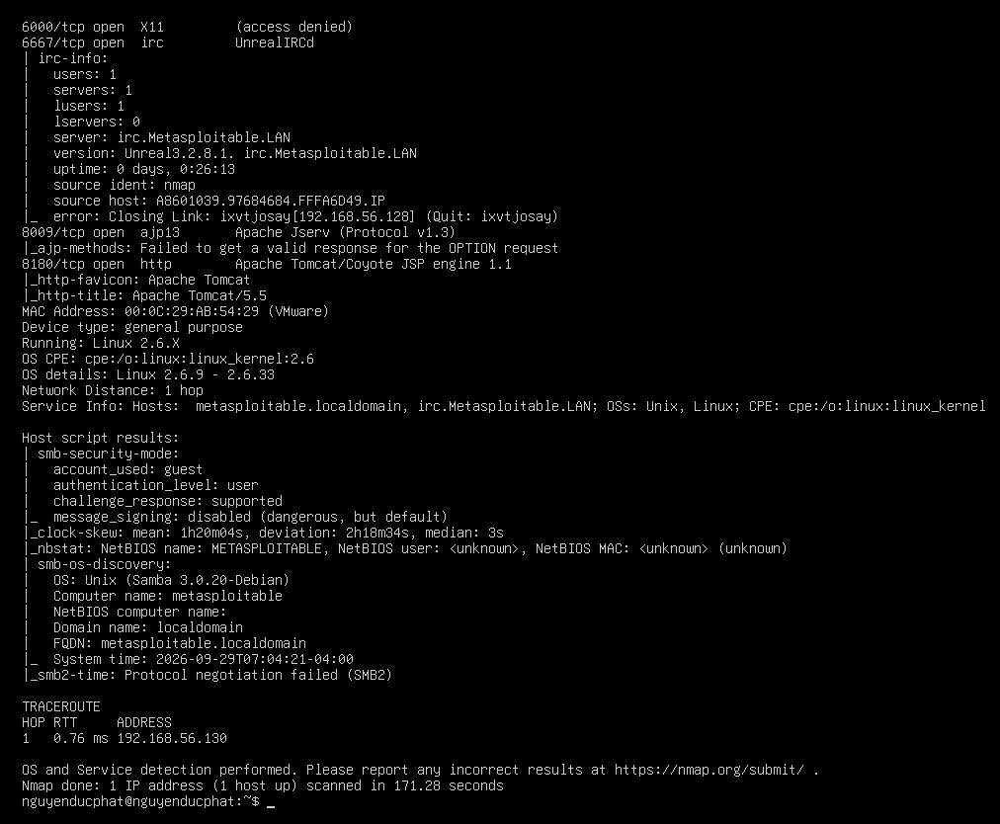 6000/tcp open  X11         (access denied)
6667/tcp open  irc         UnrealIRCd
| irc-info:
|   users: 1
|   servers: 1
|   lusers: 1
|   lservers: 0
|   server: irc.Metasploitable.LAN
|   version: Unreal3.2.8.1. irc.Metasploitable.LAN
|   uptime: 0 days, 0:26:13
|   source ident: nmap
|   source host: A8601039.97684684.FFFA6D49.IP
|_  error: Closing Link: ixvtjosay[192.168.56.128] (Quit: ixvtjosay)
8009/tcp open  ajp13       Apache Jserv (Protocol v1.3)
|_ajp-methods: Failed to get a valid response for the OPTION request
8180/tcp open  http        Apache Tomcat/Coyote JSP engine 1.1
|_http-favicon: Apache Tomcat
|_http-title: Apache Tomcat/5.5
MAC Address: 00:0C:29:AB:54:29 (VMware)
Device type: general purpose
Running: Linux 2.6.X
OS CPE: cpe:/o:linux:linux_kernel:2.6
OS details: Linux 2.6.9 - 2.6.33
Network Distance: 1 hop
Service Info: Hosts:  metasploitable.localdomain, irc.Metasploitable.LAN; OSs: Unix, Linux; CPE: cpe:/o:linux:linux_kernel

Host script results:
| smb-security-mode:
|   account_used: guest
|   authentication_level: user
|   challenge_response: supported
|_  message_signing: disabled (dangerous, but default)
|_clock-skew: mean: 1h20m04s, deviation: 2h18m34s, median: 3s
|_nbstat: NetBIOS name: METASPLOITABLE, NetBIOS user: <unknown>, NetBIOS MAC: <unknown> (unknown)
| smb-os-discovery:
|   OS: Unix (Samba 3.0.20-Debian)
|   Computer name: metasploitable
|   NetBIOS computer name:
|   Domain name: localdomain
|   FQDN: metasploitable.localdomain
|_  System time: 2026-09-29T07:04:21-04:00
|_smb2-time: Protocol negotiation failed (SMB2)

TRACEROUTE
HOP RTT     ADDRESS
1   0.76 ms 192.168.56.130

OS and Service detection performed. Please report any incorrect results at https://nmap.org/submit/ .
Nmap done: 1 IP address (1 host up) scanned in 171.28 seconds
nguyenducphat@nguyenducphat:~$ _